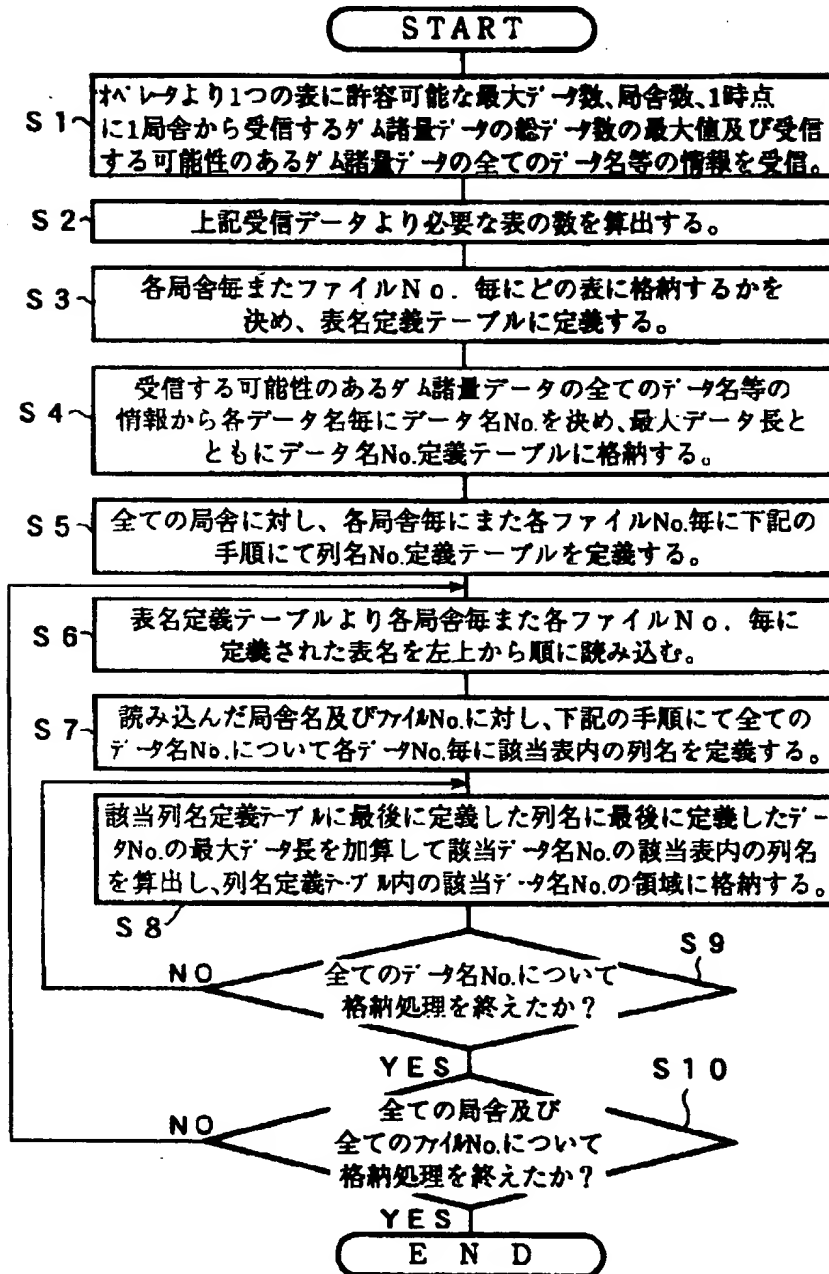 START
S1
オペレータより1つの表に許容可能な最大データ数、局舎数、1時点
に1局舎から受信するダム諸量データの総データ数の最大値及び受信
する可能性のあるダム諸量データの全てのデータ名等の情報を受信。
S2
上記受信データより必要な表の数を算出する。
S3
各局舎毎またファイルNo.毎にどの表に格納するかを
決め、表名定義テーブルに定義する。
S4
受信する可能性のあるダム諸量データの全てのデータ名等の
情報から各データ名毎にデータ名No.を決め、最大データ長と
ともにデータ名No.定義テーブルに格納する。
S5
全ての局舎に対し、各局舎毎にまた各ファイルNo.毎に下記の
手順にて列名No.定義テーブルを定義する。
S6
表名定義テーブルより各局舎毎また各ファイルNo.毎に
定義された表名を左上から順に読み込む。
S7
読み込んだ局舎名及びファイルNo.に対し、下記の手順にて全ての
データ名No.について各データNo.毎に該当表内の列名を定義する。
該当列名定義テーブルに最後に定義した列名に最後に定義したデー
タNo.の最大データ長を加算して該当データ名No.の該当表内の列名
を算出し、列名定義テーブル内の該当データ名No.の領域に格納する。
S8
S9
NO
全てのデータ名No.について
格納処理を終えたか?
YES
S10
NO
全ての局舎及び
全てのファイルNo.について
格納処理を終えたか?
YES
END